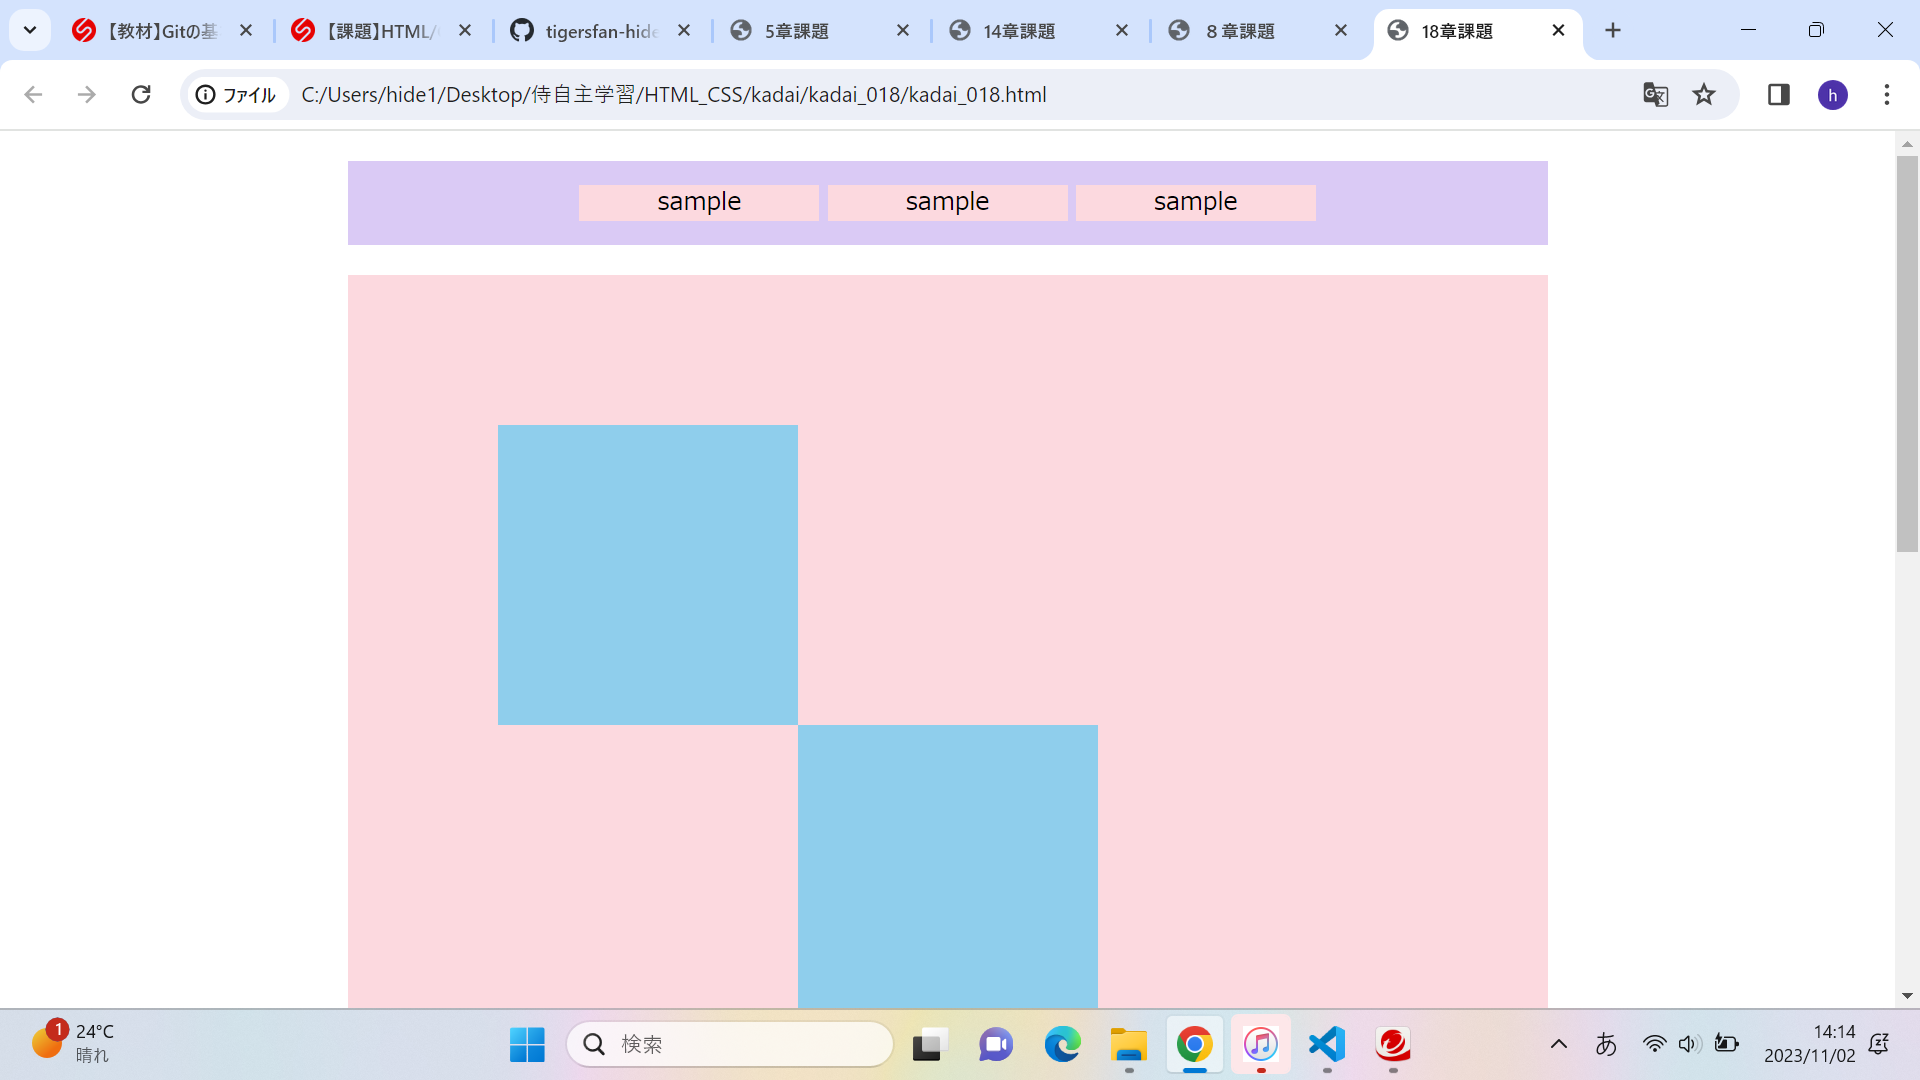 【教材】Gitの基
【課題】HTML/
tigersfan-hide
5章課題
14章課題
８章課題
18章課題
ファイル
C:/Users/hide1/Desktop/侍自主学習/HTML_CSS/kadai/kadai_018/kadai_018.html
h
sample sample sample
1
24°C
晴れ
検索
あ
14:14
2023/11/02